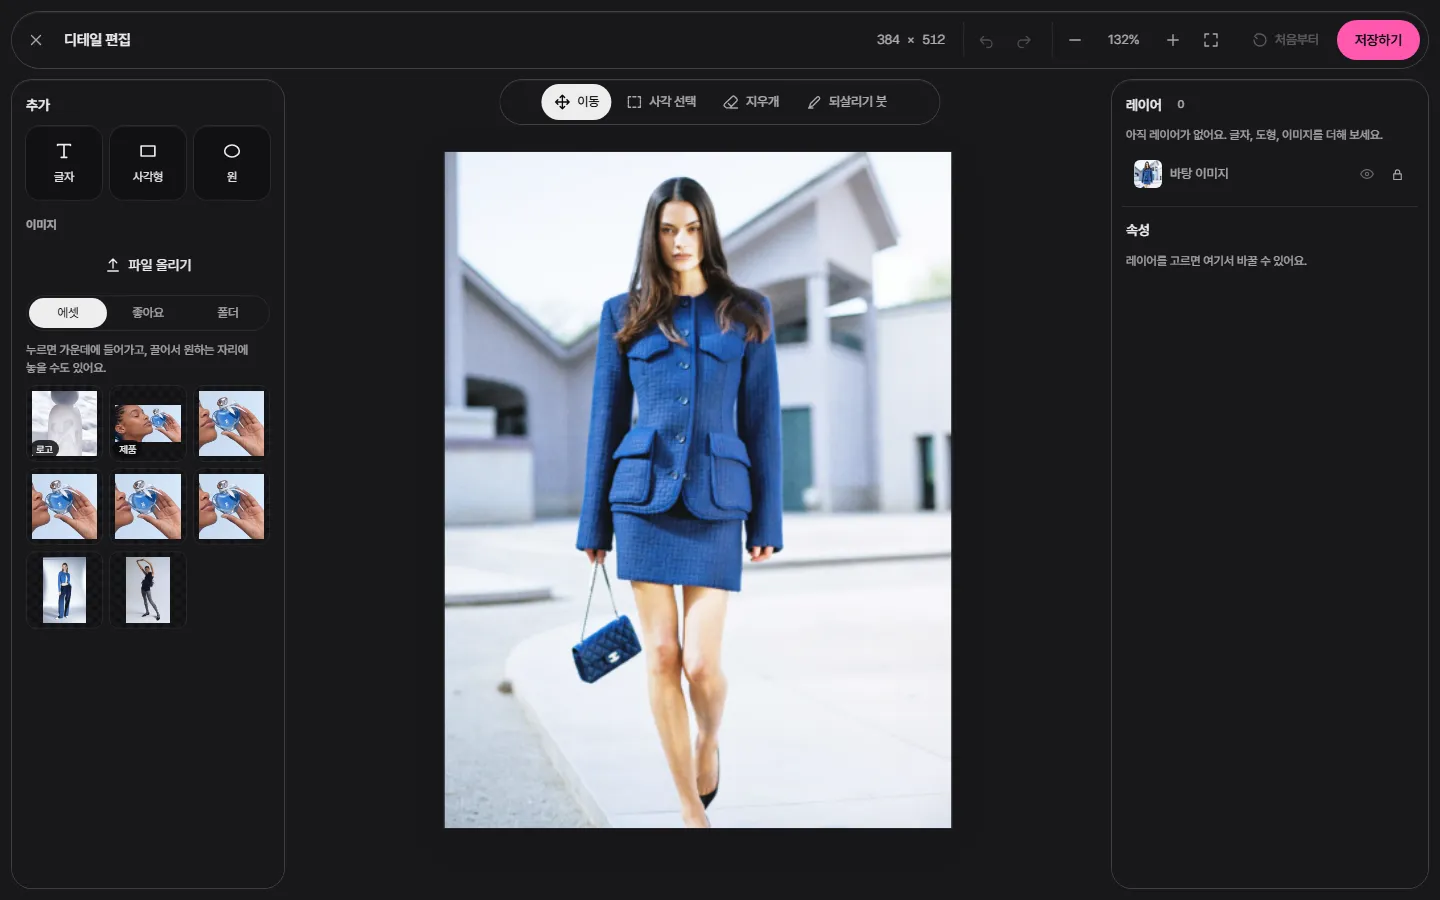 디테일 편집
384 × 512
132%
처음부터
저장하기
추가
글자
사각형
원
이미지
파일 올리기
에셋
좋아요
폴더
누르면 가운데에 들어가고, 끌어서 원하는 자리에
놓을 수도 있어요.
로고
제품
이동
사각 선택
지우개
되살리기 붓
레이어 0
아직 레이어가 없어요. 글자, 도형, 이미지를 더해 보세요.
바탕 이미지
속성
레이어를 고르면 여기서 바꿀 수 있어요.